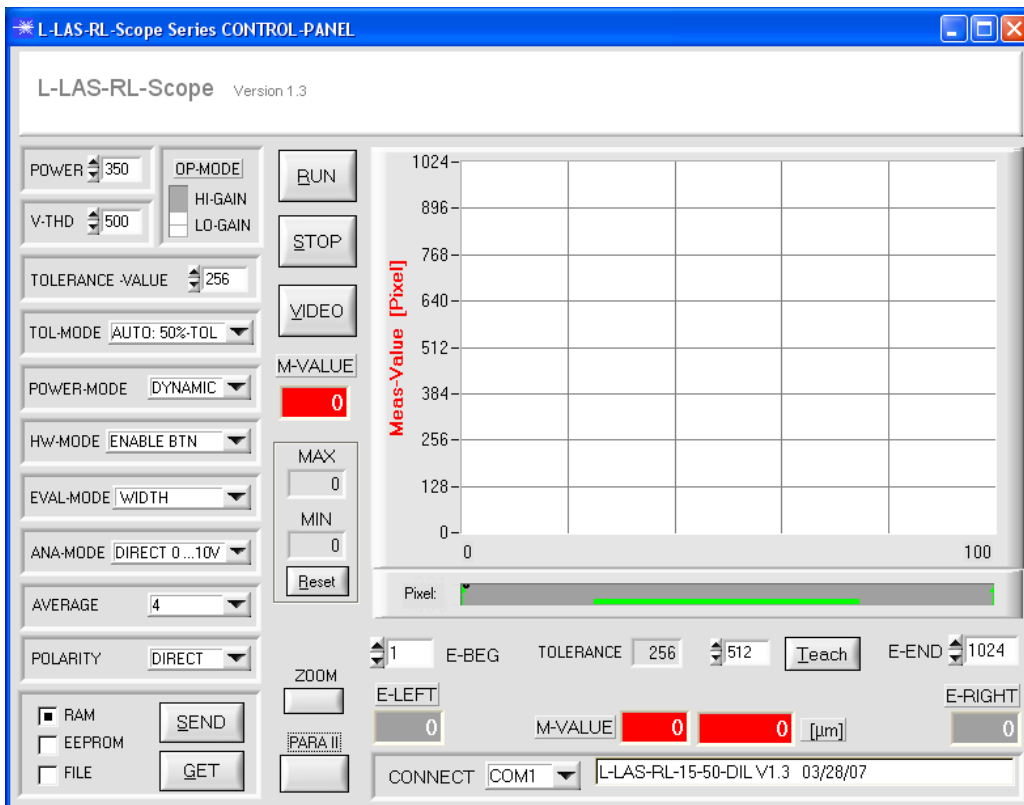 L-LAS-RL-Scope Series CONTROL-PANEL
L-LAS-RL-Scope Version 1.3
POWER 350
OP-MODE
HI-GAIN
LO-GAIN
V-THD 500
TOLERANCE -VALUE 256
TOL-MODE AUTO: 50%-TOL
POWER-MODE DYNAMIC
HW-MODE ENABLE BTN
EVAL-MODE WIDTH
ANA-MODE DIRECT 0 ...10V
AVERAGE 4
POLARITY DIRECT
RAM
EEPROM
FILE
SEND
GET
RUN
STOP
VIDEO
M-VALUE
0
MAX
0
MIN
0
Reset
ZOOM
PARA II
Meas-Value [Pixel]
1024
896
768
640
512
384
256
128
0
0 100
Pixel:
1 E-BEG TOLERANCE 256 512 Teach E-END 1024
E-LEFT E-RIGHT
0 M-VALUE 0 0 [µm] 0
CONNECT COM1 L-LAS-RL-15-50-DIL V1.3 03/28/07